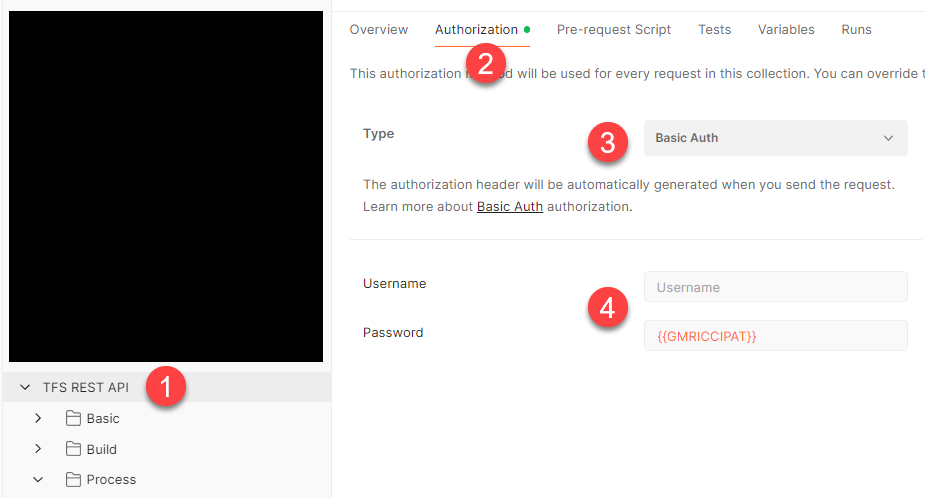 Overview Authorization Pre-request Script Tests Variables Runs
2
This authorization will be used for every request in this collection. You can override
Type 3 Basic Auth
The authorization header will be automatically generated when you send the request.
Learn more about Basic Auth authorization.
Username Username
4
Password {{GMRICCIPAT}}
TFS REST API 1
Basic
Build
Process